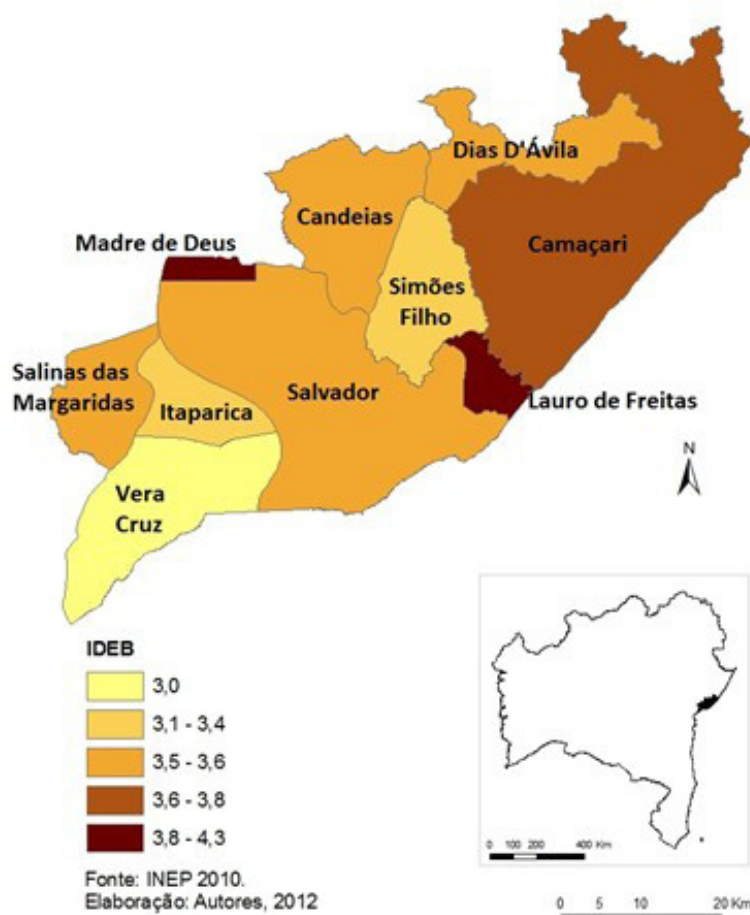 Dias D'Ávila
Candeias
Madre de Deus
Camaçari
Simões
Filho
Salinas das
Margaridas
Itaparica
Salvador
Lauro de Freitas
N
Vera
Cruz
IDEB
3,0
3,1 - 3,4
3,5 - 3,6
3,6 - 3,8
3,8 - 4,3
0 100 200 400 Km
Fonte: INEP 2010.
Elaboração: Autores, 2012
0 5 10 20 Km